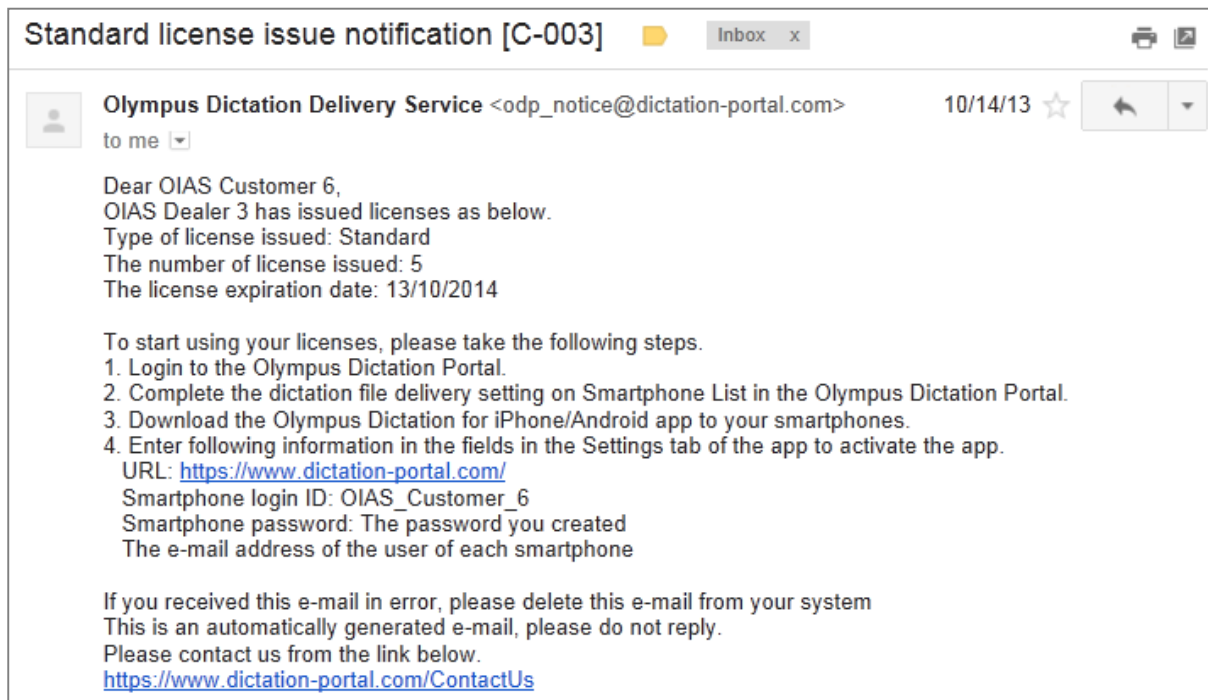 Standard license issue notification [C-003] Inbox x
Olympus Dictation Delivery Service <odp_notice@dictation-portal.com> 10/14/13
to me
Dear OIAS Customer 6,
OIAS Dealer 3 has issued licenses as below.
Type of license issued: Standard
The number of license issued: 5
The license expiration date: 13/10/2014
To start using your licenses, please take the following steps.
1. Login to the Olympus Dictation Portal.
2. Complete the dictation file delivery setting on Smartphone List in the Olympus Dictation Portal.
3. Download the Olympus Dictation for iPhone/Android app to your smartphones.
4. Enter following information in the fields in the Settings tab of the app to activate the app.
URL: https://www.dictation-portal.com/
Smartphone login ID: OIAS_Customer_6
Smartphone password: The password you created
The e-mail address of the user of each smartphone
If you received this e-mail in error, please delete this e-mail from your system
This is an automatically generated e-mail, please do not reply.
Please contact us from the link below.
https://www.dictation-portal.com/ContactUs